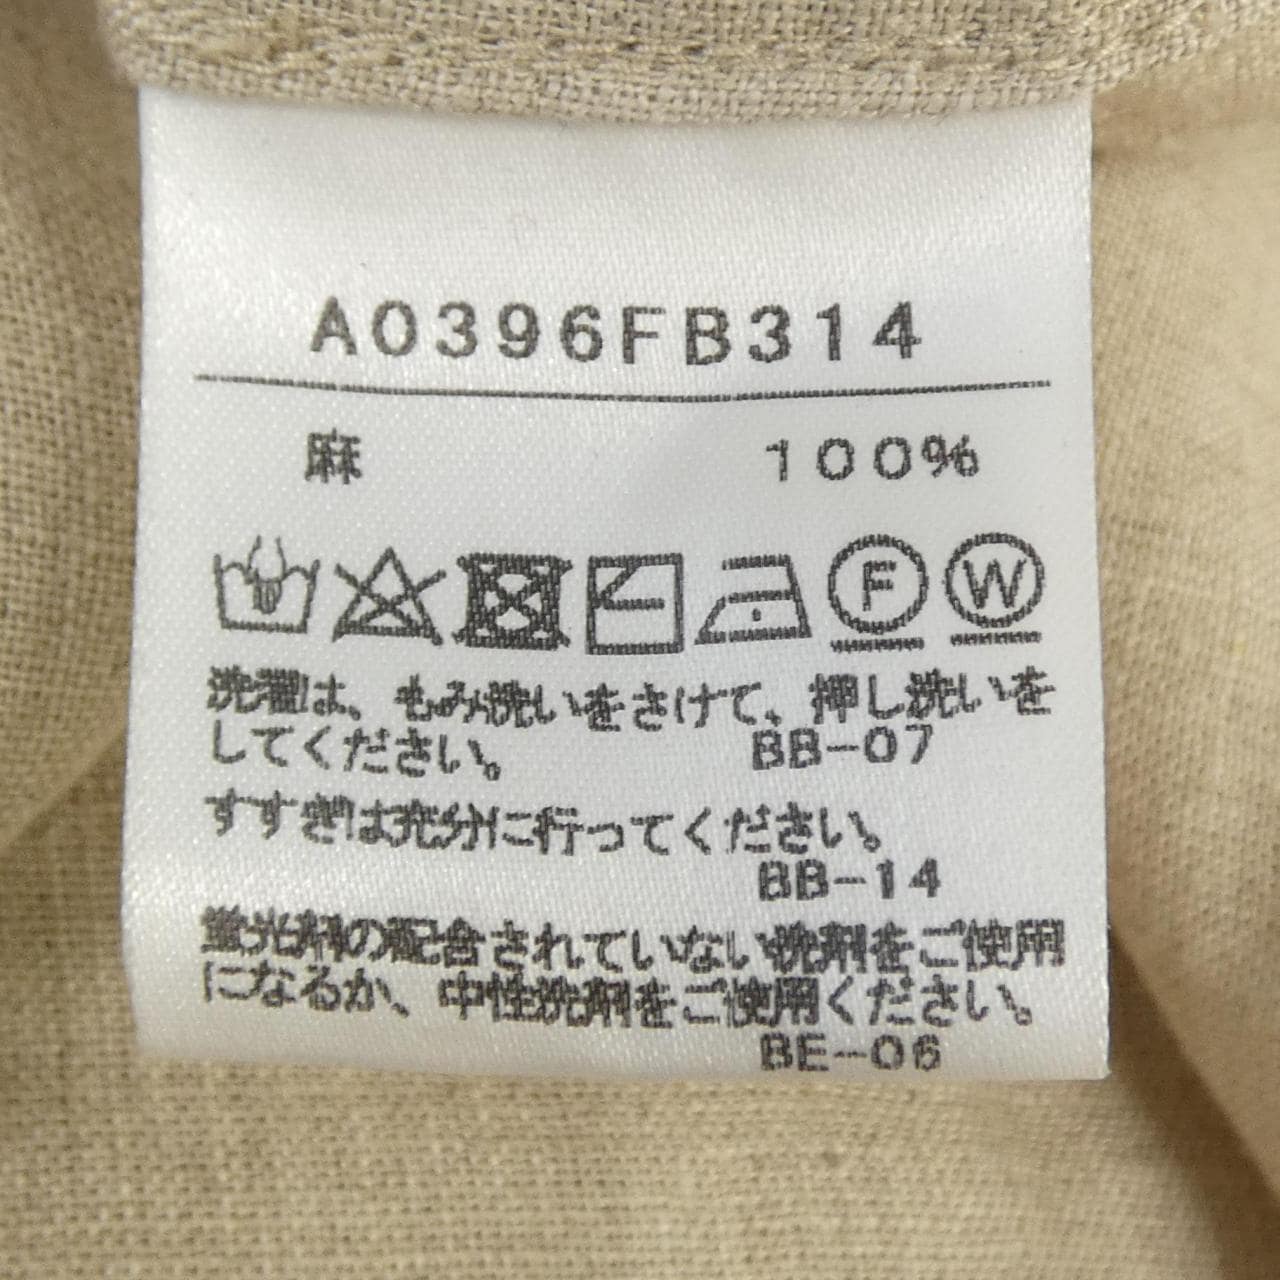 A0396FB314
麻 100%
F W
洗濯は、もみ洗いをさけて、押し洗いを
してください。 BB-07
すすぎは充分に行ってください。
BB-14
蛍光剤の配合されていない洗剤をご使用
になるか、中性洗剤をご使用ください。
BE-06